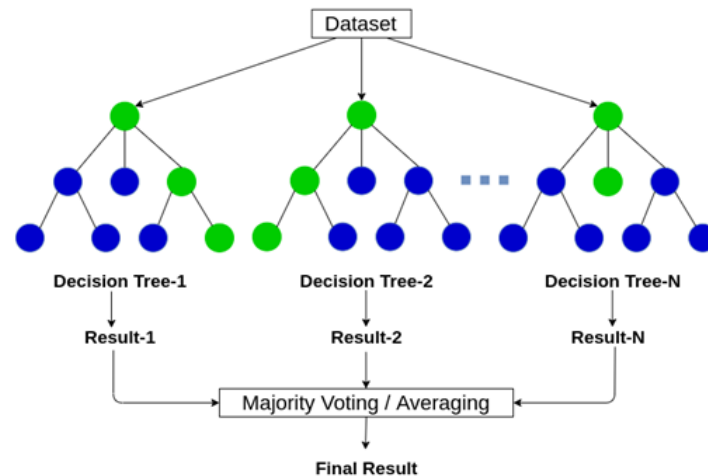 Dataset
Decision Tree-1
Decision Tree-2
Decision Tree-N
Result-1
Result-2
Result-N
Majority Voting / Averaging
Final Result